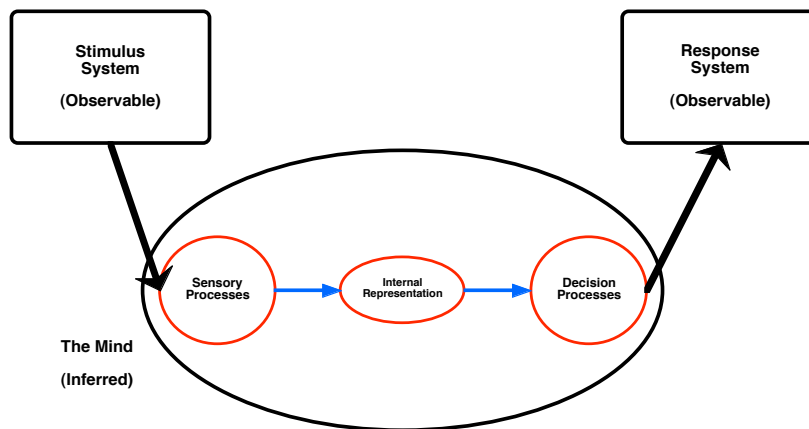 Stimulus
System
(Observable)
Response
System
(Observable)
Sensory
Processes
Internal
Representation
Decision
Processes
The Mind
(Inferred)